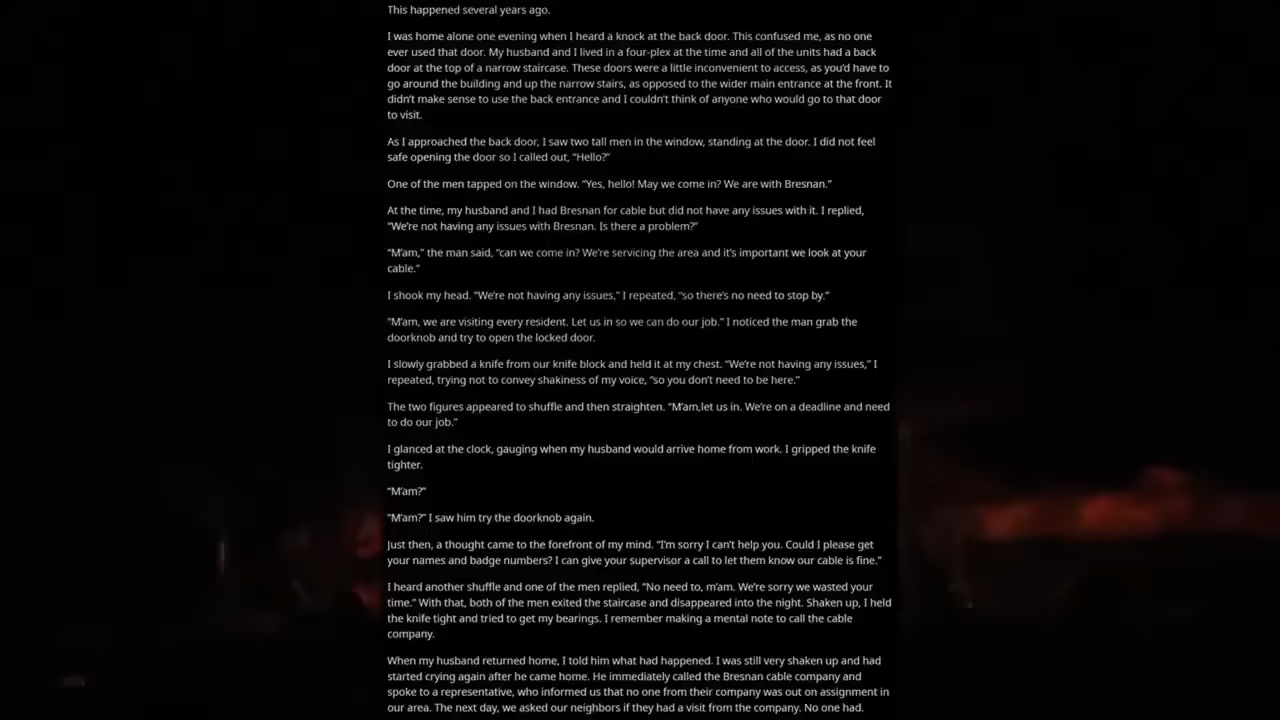 This happened several years ago.
I was home alone one evening when I heard a knock at the back door. This confused me, as no one
ever used that door. My husband and I lived in a four-plex at the time and all of the units had a back
door at the top of a narrow staircase. These doors were a little inconvenient to access, as you'd have to
go around the building and up the narrow stairs, as opposed to the wider main entrance at the front. It
didn't make sense to use the back entrance and I couldn't think of anyone who would go to that door
to visit.
As I approached the back door, I saw two tall men in the window, standing at the door. I did not feel
safe opening the door so I called out, “Hello?”
One of the men tapped on the window. “Yes, hello! May we come in? We are with Bresnan.”
At the time, my husband and I had Bresnan for cable but did not have any issues with it. I replied,
“We're not having any issues with Bresnan. Is there a problem?”
“M'am,” the man said, “can we come in? We're servicing the area and it's important we look at your
cable.”
I shook my head. “We're not having any issues,” I repeated, “so there's no need to stop by.”
“M'am, we are visiting every resident. Let us in so we can do our job.” I noticed the man grab the
doorknob and try to open the locked door.
I slowly grabbed a knife from our knife block and held it at my chest. “We're not having any issues,” I
repeated, trying not to convey shakiness of my voice, “so you don't need to be here.”
The two figures appeared to shuffle and then straighten. “M'am,let us in. We're on a deadline and need
to do our job.”
I glanced at the clock, gauging when my husband would arrive home from work. I gripped the knife
tighter.
“M'am?”
“M'am?” I saw him try the doorknob again.
Just then, a thought came to the forefront of my mind. “I'm sorry I can't help you. Could I please get
your names and badge numbers? I can give your supervisor a call to let them know our cable is fine.”
I heard another shuffle and one of the men replied, “No need to, m'am. We're sorry we wasted your
time.” With that, both of the men exited the staircase and disappeared into the night. Shaken up, I held
the knife tight and tried to get my bearings. I remember making a mental note to call the cable
company.
When my husband returned home, I told him what had happened. I was still very shaken up and had
started crying again after he came home. He immediately called the Bresnan cable company and
spoke to a representative, who informed us that no one from their company was out on assignment in
our area. The next day, we asked our neighbors if they had a visit from the company. No one had.